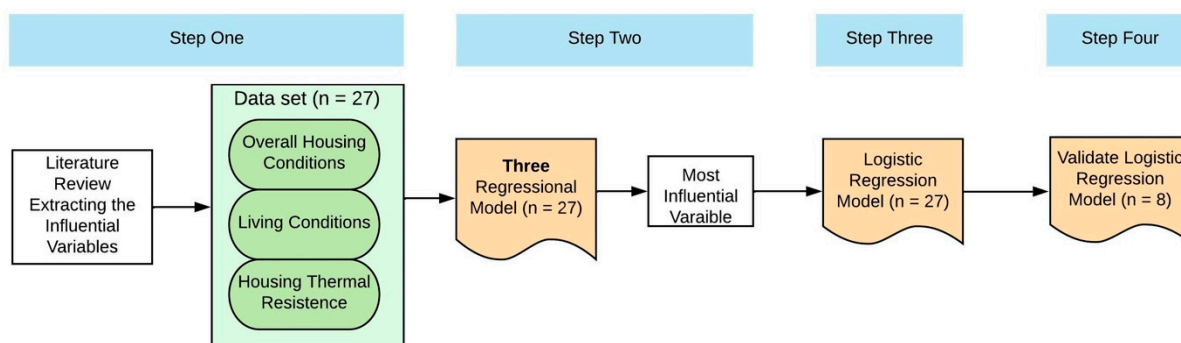 Step One
Step Two
Step Three
Step Four
Literature
Review
Extracting the
Influential
Variables
Data set (n = 27)
Overall Housing
Conditions
Living Conditions
Housing Thermal
Resistence
Three
Regressional
Model (n = 27)
Most
Influential
Varaible
Logistic
Regression
Model (n = 27)
Validate Logistic
Regression
Model (n = 8)